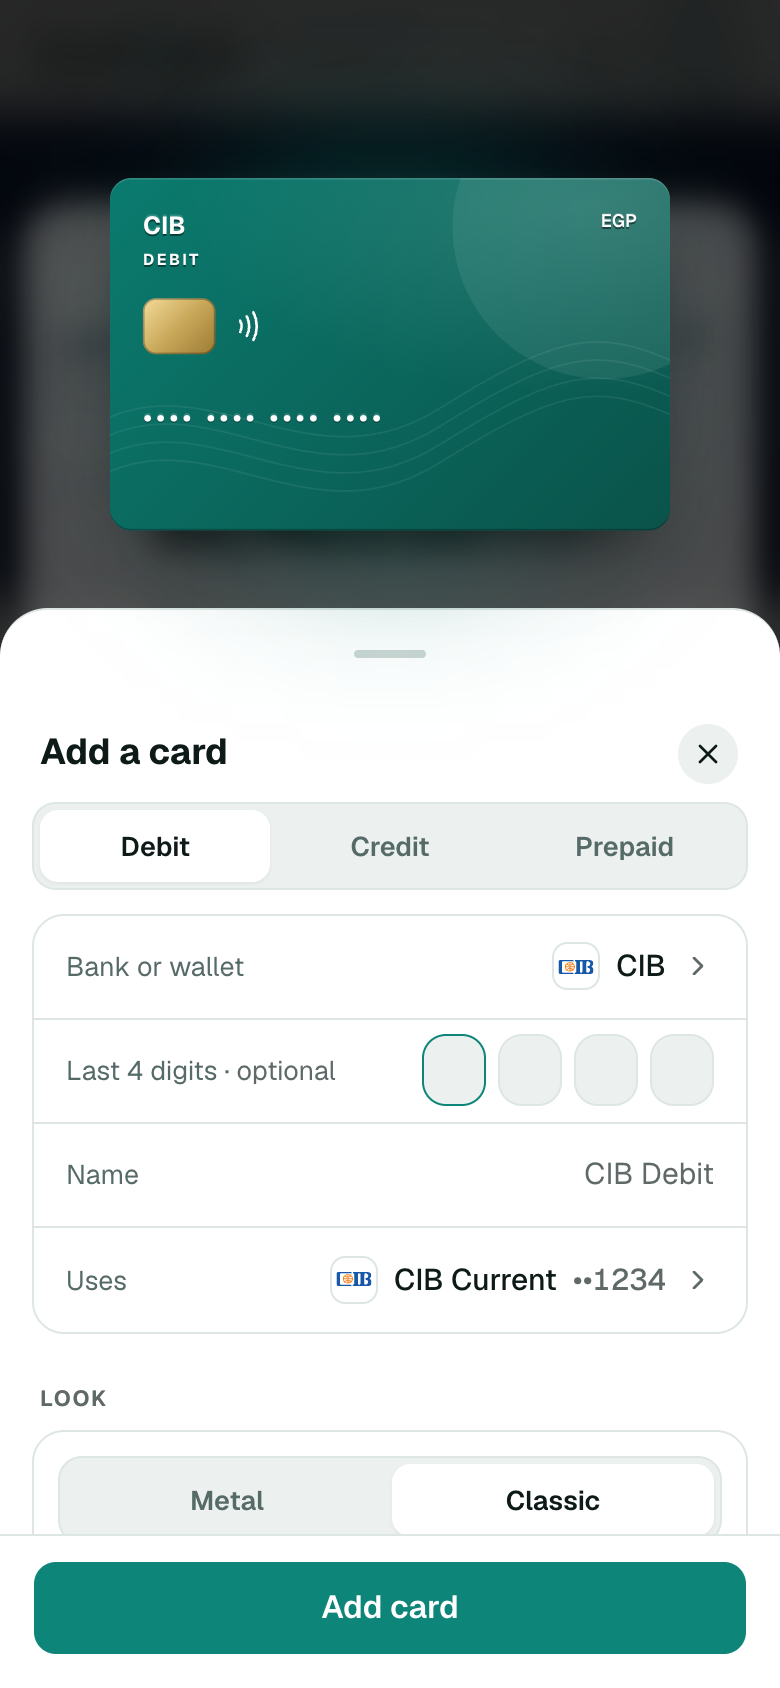 CIB
EGP
DEBIT
•••• •••• •••• ••••
Add a card
Debit
Credit
Prepaid
Bank or wallet
CIB CIB
Last 4 digits · optional
Name
CIB Debit
Uses
CIB CIB Current ••1234
LOOK
Metal
Classic
Add card